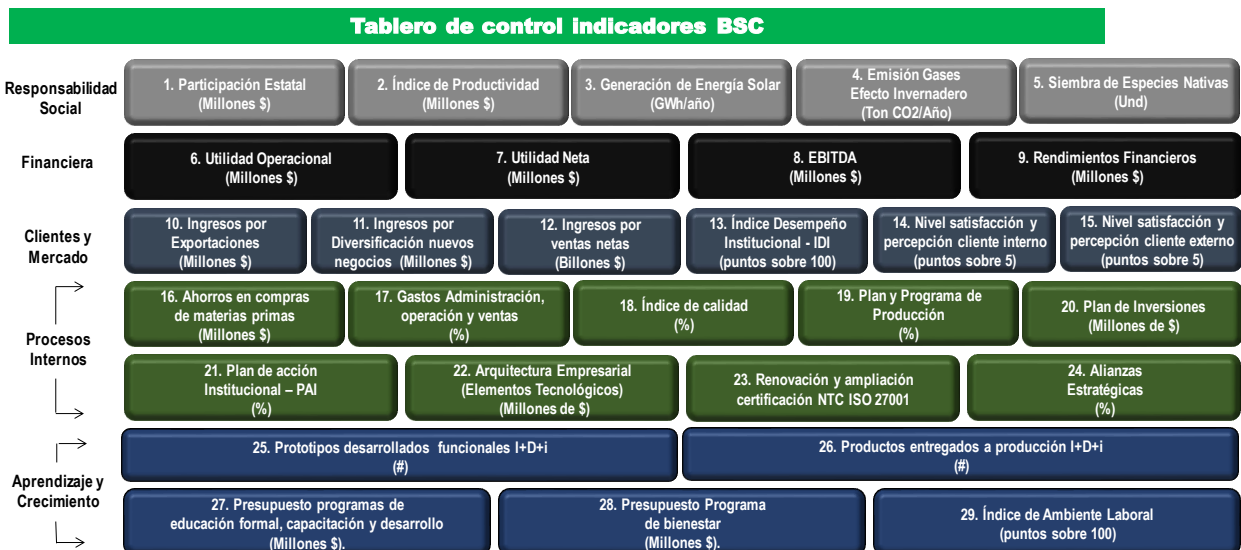 Tablero de control indicadores BSC
Responsabilidad
Social
1. Participación Estatal
(Millones $)
2. Índice de Productividad
(Millones $)
3. Generación de Energía Solar
(GWh/año)
4. Emisión Gases
Efecto Invernadero
(Ton CO2/Año)
5. Siembra de Especies Nativas
(Und)
Financiera
6. Utilidad Operacional
(Millones $)
7. Utilidad Neta
(Millones $)
8. EBITDA
(Millones $)
9. Rendimientos Financieros
(Millones $)
Clientes y
Mercado
10. Ingresos por
Exportaciones
(Millones $)
11. Ingresos por
Diversificación nuevos
negocios (Millones $)
12. Ingresos por
ventas netas
(Billones $)
13. Índice Desempeño
Institucional - IDI
(puntos sobre 100)
14. Nivel satisfacción y
percepción cliente interno
(puntos sobre 5)
15. Nivel satisfacción y
percepción cliente externo
(puntos sobre 5)
Procesos
Internos
16. Ahorros en compras
de materias primas
(Millones $)
17. Gastos Administración,
operación y ventas
(%)
18. Índice de calidad
(%)
19. Plan y Programa de
Producción
(%)
20. Plan de Inversiones
(Millones de $)
21. Plan de acción
Institucional – PAI
(%)
22. Arquitectura Empresarial
(Elementos Tecnológicos)
(Millones de $)
23. Renovación y ampliación
certificación NTC ISO 27001
24. Alianzas
Estratégicas
(%)
Aprendizaje y
Crecimiento
25. Prototipos desarrollados funcionales I+D+i
(#)
26. Productos entregados a producción I+D+i
(#)
27. Presupuesto programas de
educación formal, capacitación y desarrollo
(Millones $).
28. Presupuesto Programa
de bienestar
(Millones $).
29. Índice de Ambiente Laboral
(puntos sobre 100)